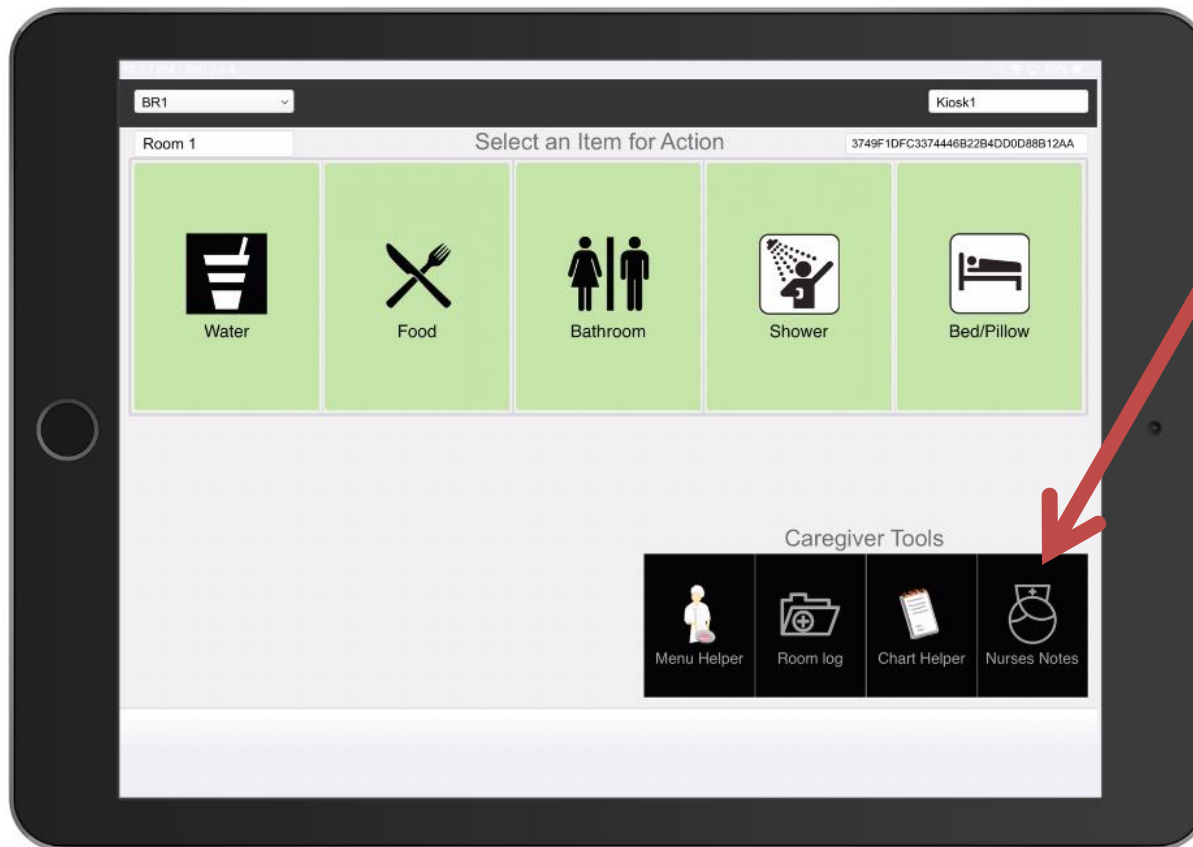 BR1
Kiosk1
Room 1
Select an Item for Action
3749F1DFC3374446B22B4DD0D88B12AA
Water
Food
Bathroom
Shower
Bed/Pillow
Caregiver Tools
Menu Helper
Room log
Chart Helper
Nurses Notes